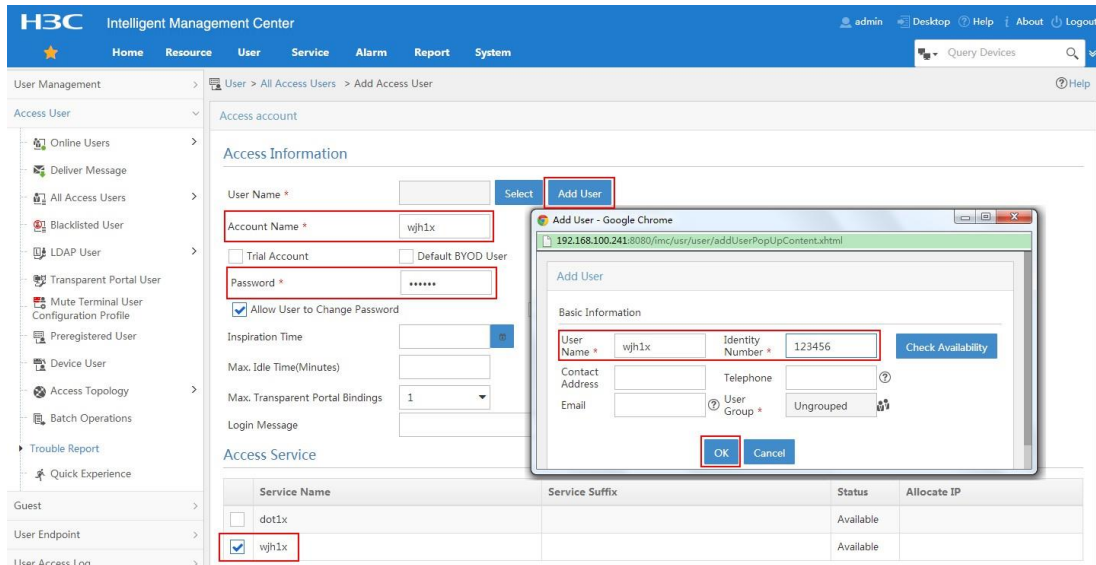 H3C Intelligent Management Center
admin Desktop Help About Logout
Home Resource User Service Alarm Report System
Query Devices
User Management
User > All Access Users > Add Access User
Help
Access User
Access account
Online Users
Deliver Message
All Access Users
Blacklisted User
LDAP User
Transparent Portal User
Mute Terminal User
Configuration Profile
Preregistered User
Device User
Access Topology
Batch Operations
Trouble Report
Quick Experience
Guest
User Endpoint
User Access Log
Access Information
User Name * Select Add User
Account Name * wjh1x
Trial Account Default BYOD User
Password * ••••••
Allow User to Change Password
Inspiration Time
Max. Idle Time(Minutes)
Max. Transparent Portal Bindings 1
Login Message
Add User - Google Chrome
192.168.100.241:8080/imc/usr/user/addUserPopUpContent.xhtml
Add User
Basic Information
User Name * wjh1x Identity Number * 123456 Check Availability
Contact Address Telephone
Email User Group * Ungrouped
OK Cancel
Access Service
Service Name Service Suffix Status Allocate IP
dot1x Available
wjh1x Available